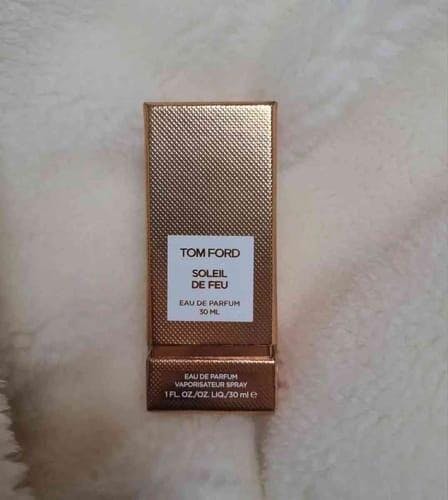 TOM FORD
SOLEIL
DE FEU
EAU DE PARFUM
30 ML
EAU DE PARFUM
VAPORISATEUR SPRAY
1 FL. OZ./OZ. LIQ./30 ml ℮